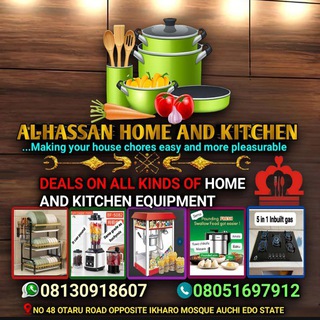 AL-HASSAN HOME AND KITCHEN
...Making your house chores easy and more pleasurable
DEALS ON ALL KINDS OF HOME
AND KITCHEN EQUIPMENT
5 in 1 Inbuilt gas
08130918607
08051697912
NO 48 OTARU ROAD OPPOSITE IKHARO MOSQUE AUCHI EDO STATE